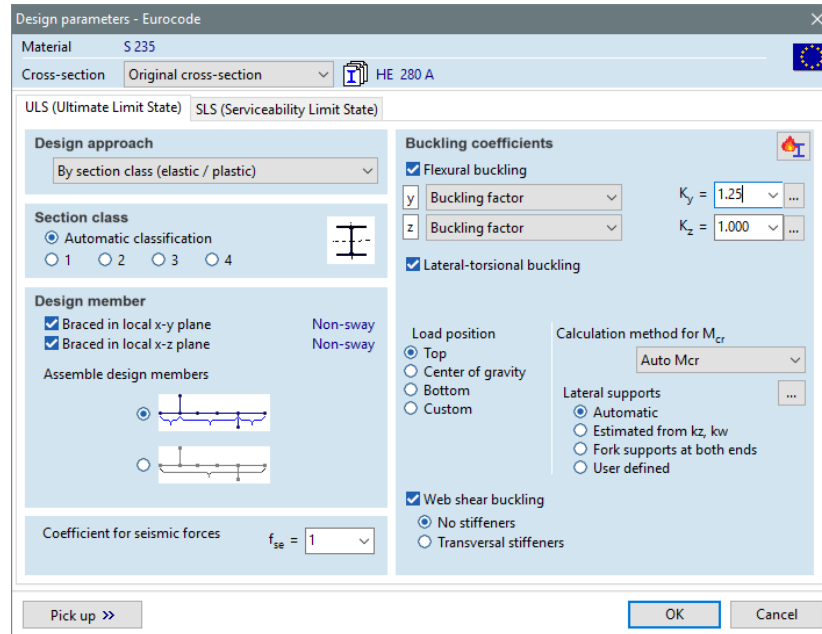 Design parameters - Eurocode
Material S 235
Cross-section Original cross-section HE 280 A
ULS (Ultimate Limit State) SLS (Serviceability Limit State)
Design approach
By section class (elastic / plastic)
Section class
Automatic classification
1 2 3 4
Design member
Braced in local x-y plane Non-sway
Braced in local x-z plane Non-sway
Assemble design members
Coefficient for seismic forces fse = 1
Buckling coefficients
Flexural buckling
y Buckling factor Ky = 1.25 ...
z Buckling factor Kz = 1.000 ...
Lateral-torsional buckling
Load position
Top
Center of gravity
Bottom
Custom
Calculation method for Mcr
Auto Mcr
Lateral supports ...
Automatic
Estimated from kz, kw
Fork supports at both ends
User defined
Web shear buckling
No stiffeners
Transversal stiffeners
Pick up >> OK Cancel